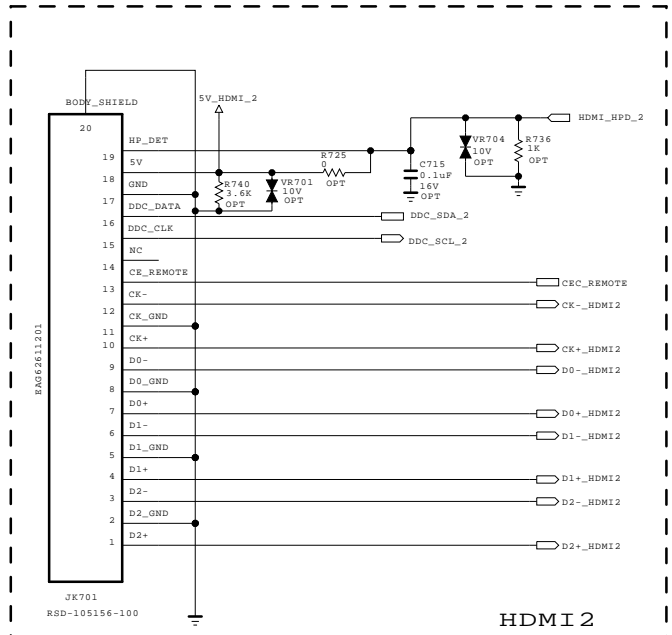 BODY_SHIELD
5V_HDMI_2
20
HDMI_HPD_2
HP_DET
19
5V
18
GND
17
DDC_DATA
16
DDC_CLK
15
NC
14
CE_REMOTE
13
CK-
12
CK_GND
11
CK+
10
D0-
9
D0_GND
8
D0+
7
D1-
6
D1_GND
5
D1+
4
D2-
3
D2_GND
2
D2+
1
R725
0
OPT
R740
3.6K
OPT
VR701
10V
OPT
C715
0.1uF
16V
OPT
VR704
10V
OPT
R736
1K
OPT
DDC_SDA_2
DDC_SCL_2
CEC_REMOTE
CK-_HDMI2
CK+_HDMI2
D0-_HDMI2
D0+_HDMI2
D1-_HDMI2
D1+_HDMI2
D2-_HDMI2
D2+_HDMI2
EAG62611201
JK701
RSD-105156-100
HDMI2